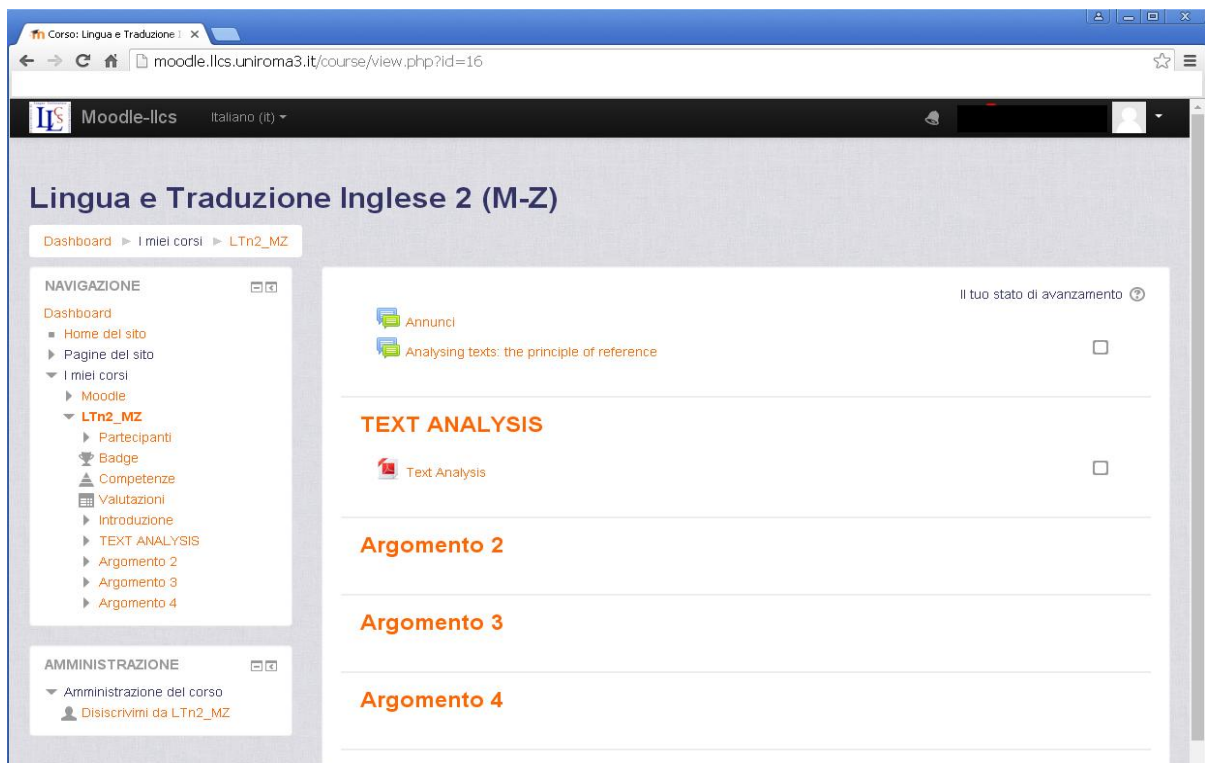 Corso: Lingua e Traduzione I
moodle.llcs.uniroma3.it/course/view.php?id=16
LLCS Moodle-llcs Italiano (it)
Lingua e Traduzione Inglese 2 (M-Z)
Dashboard I miei corsi LTn2_MZ
NAVIGAZIONE
Dashboard
Home del sito
Pagine del sito
I miei corsi
Moodle
LTn2_MZ
Partecipanti
Badge
Competenze
Valutazioni
Introduzione
TEXT ANALYSIS
Argomento 2
Argomento 3
Argomento 4
AMMINISTRAZIONE
Amministrazione del corso
Disiscrivimi da LTn2_MZ
Il tuo stato di avanzamento
Annunci
Analysing texts: the principle of reference
TEXT ANALYSIS
Text Analysis
Argomento 2
Argomento 3
Argomento 4